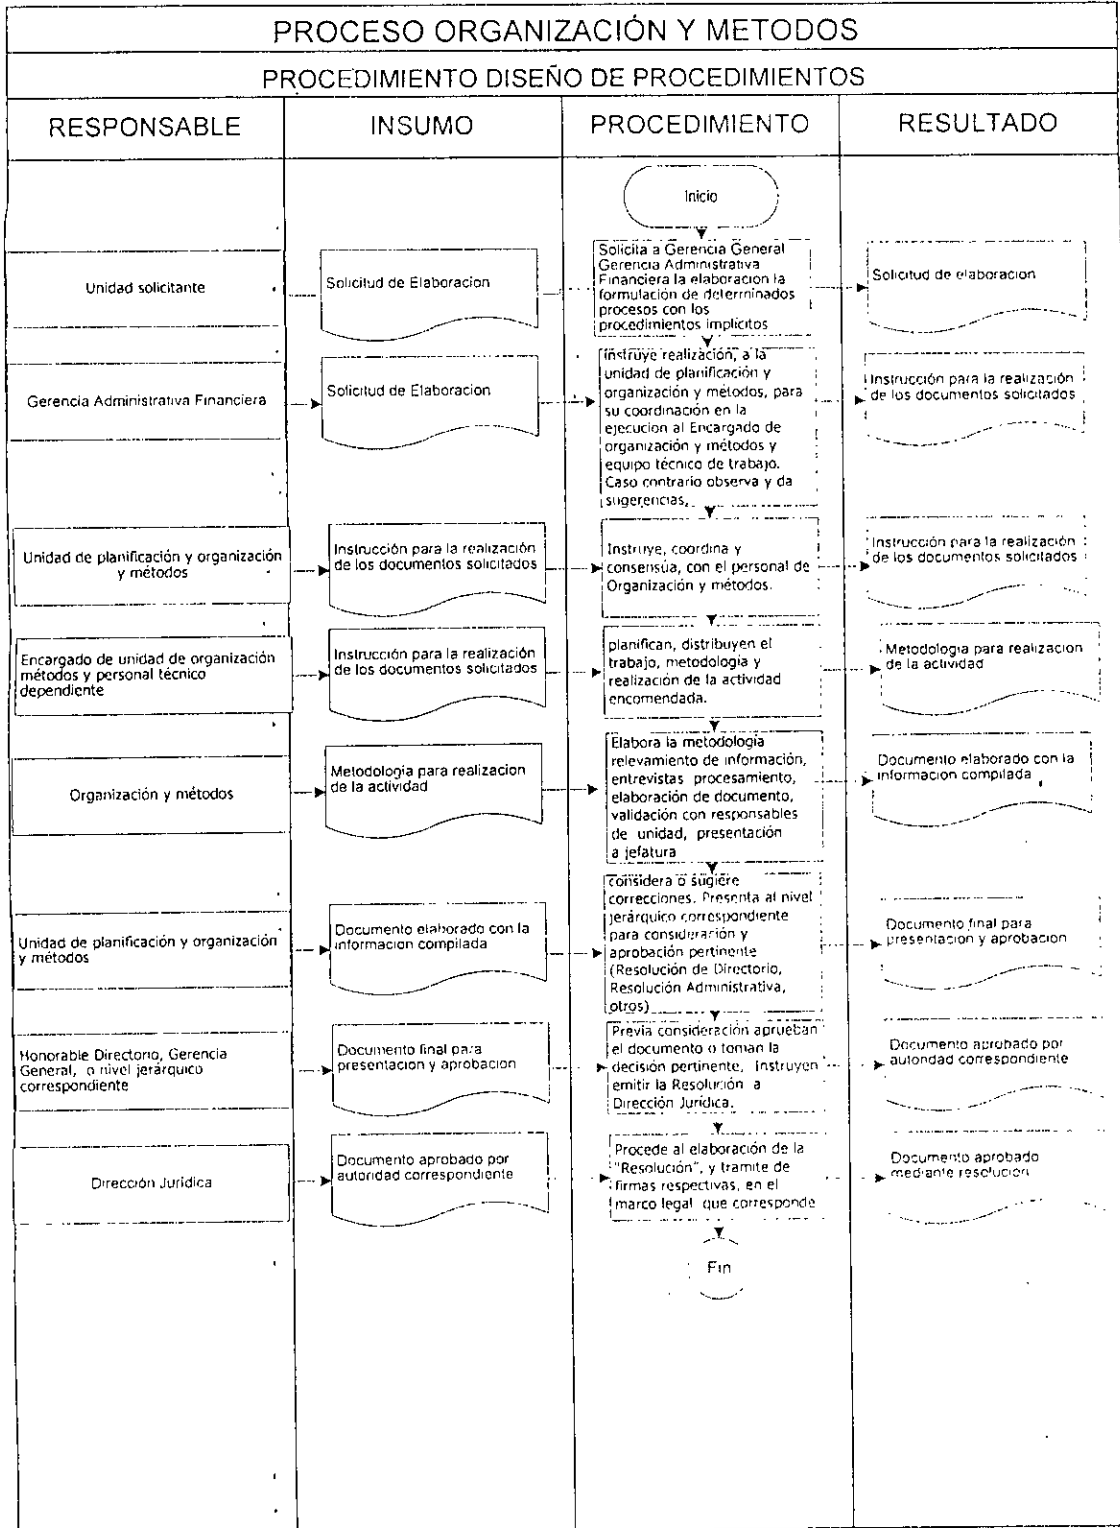 PROCESO ORGANIZACIÓN Y METODOS
PROCEDIMIENTO DISEÑO DE PROCEDIMIENTOS
RESPONSABLE
INSUMO
PROCEDIMIENTO
RESULTADO
Inicio
Unidad solicitante
Solicitud de Elaboracion
Solicita a Gerencia General
Gerencia Administrativa
Financiera la elaboracion la
formulación de determinados
procesos con los
procedimientos implícitos
Solicitud de elaboracion
Gerencia Administrativa Financiera
Solicitud de Elaboracion
Instruye realización, a la
unidad de planificación y
organización y métodos, para
su coordinación en la
ejecucion al Encargado de
organización y métodos y
equipo técnico de trabajo.
Caso contrario observa y da
sugerencias,
Instrucción para la realización
de los documentos solicitados
Unidad de planificación y organización
y métodos
Instrucción para la realización
de los documentos solicitados
Instruye, coordina y
consensúa, con el personal de
Organización y métodos.
Instrucción para la realización
de los documentos solicitados
Encargado de unidad de organización
métodos y personal técnico
dependiente
Instrucción para la realización
de los documentos solicitados
planifican, distribuyen el
trabajo, metodología y
realización de la actividad
encomendada.
Metodologia para realizacion
de la actividad
Organización y métodos
Metodologia para realizacion
de la actividad
Elabora la metodología
relevamiento de información,
entrevistas procesamiento,
elaboración de documento,
validación con responsables
de unidad, presentación
a jefatura
Documento elaborado con la
informacion compilada
Unidad de planificación y organización
y métodos
Documento elaborado con la
informacion compilada
considera o sugiere
correcciones. Presenta al nivel
jerárquico correspondiente
para consideración y
aprobación pertinente
(Resolución de Directorio,
Resolución Administrativa,
otros)
Documento final para
presentacion y aprobacion
Honorable Directorio, Gerencia
General, o nivel jerárquico
correspondiente
Documento final para
presentacion y aprobacion
Previa consideración aprueban
el documento o toman la
decisión pertinente, Instruyen
emitir la Resolución a
Dirección Jurídica.
Documento aprobado por
autoridad correspondiente
Dirección Jurídica
Documento aprobado por
autoridad correspondiente
Procede al elaboración de la
"Resolución", y tramite de
firmas respectivas, en el
marco legal que corresponde
Documento aprobado
mediante resolucion
Fin